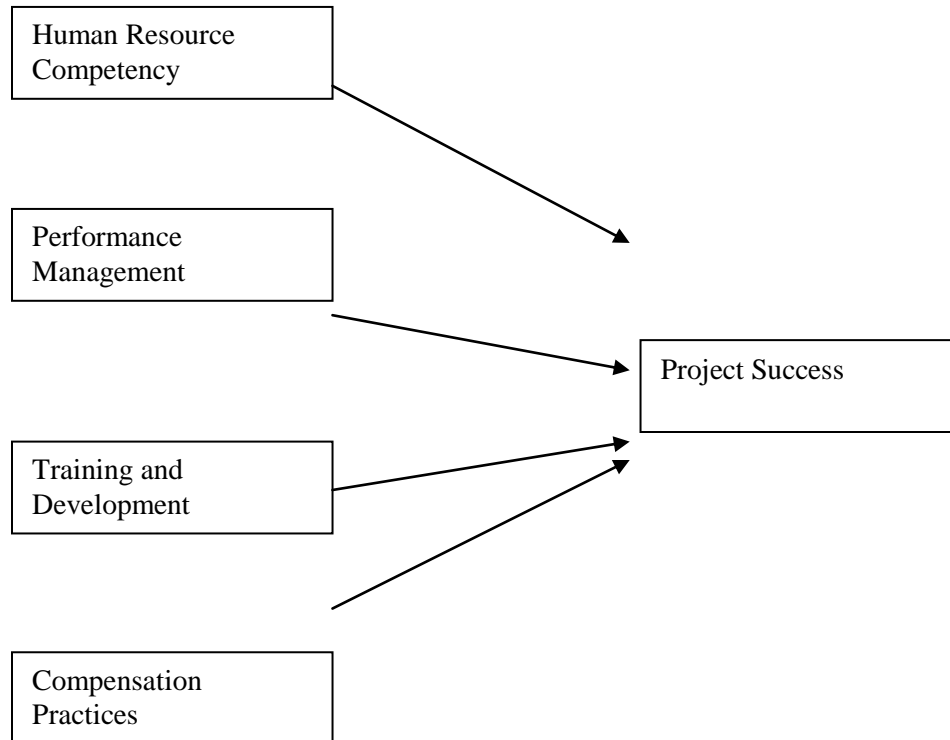 Human Resource
Competency
Performance
Management
Project Success
Training and
Development
Compensation
Practices